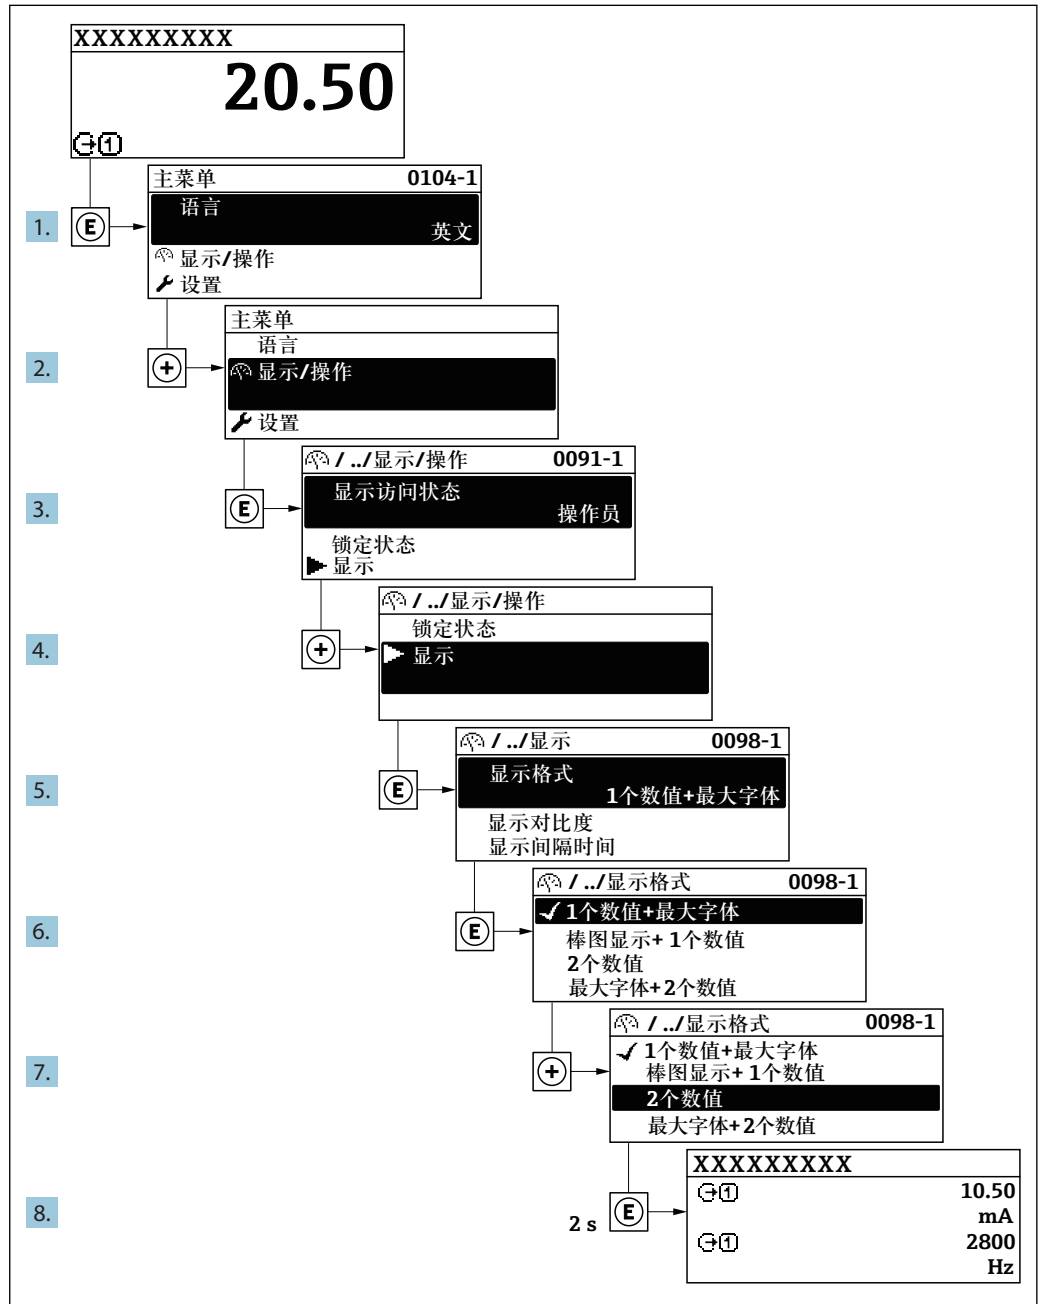 XXXXXXXXX
20.50
1
主菜单 0104-1
1. E 语言
英文
显示/操作
设置
主菜单
语言
2. + 显示/操作
设置
/ ../显示/操作 0091-1
3. E 显示访问状态
操作员
锁定状态
显示
/ ../显示/操作
锁定状态
4. + 显示
/ ../显示 0098-1
5. E 显示格式
1个数值+最大字体
显示对比度
显示间隔时间
/ ../显示格式 0098-1
1个数值+最大字体
6. E 棒图显示+ 1个数值
2个数值
最大字体+2个数值
/ ../显示格式 0098-1
1个数值+最大字体
7. + 棒图显示+ 1个数值
2个数值
最大字体+2个数值
XXXXXXXXX
1 10.50
8. 2 s E mA
1 2800
Hz